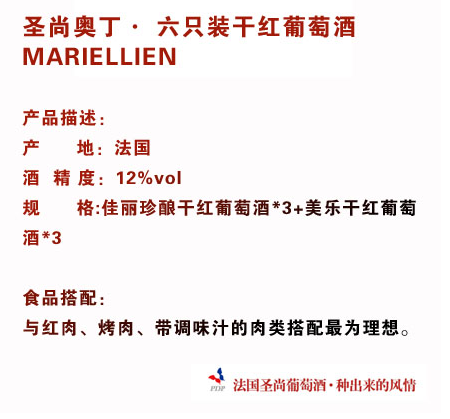 圣尚奥丁· 六只装干红葡萄酒
MARIELLIEN
产品描述：
产 地：法国
酒 精 度：12%vol
规 格:佳丽珍酿干红葡萄酒*3+美乐干红葡萄
酒*3
食品搭配：
与红肉、烤肉、带调味汁的肉类搭配最为理想。
PDP 法国圣尚葡萄酒·种出来的风情